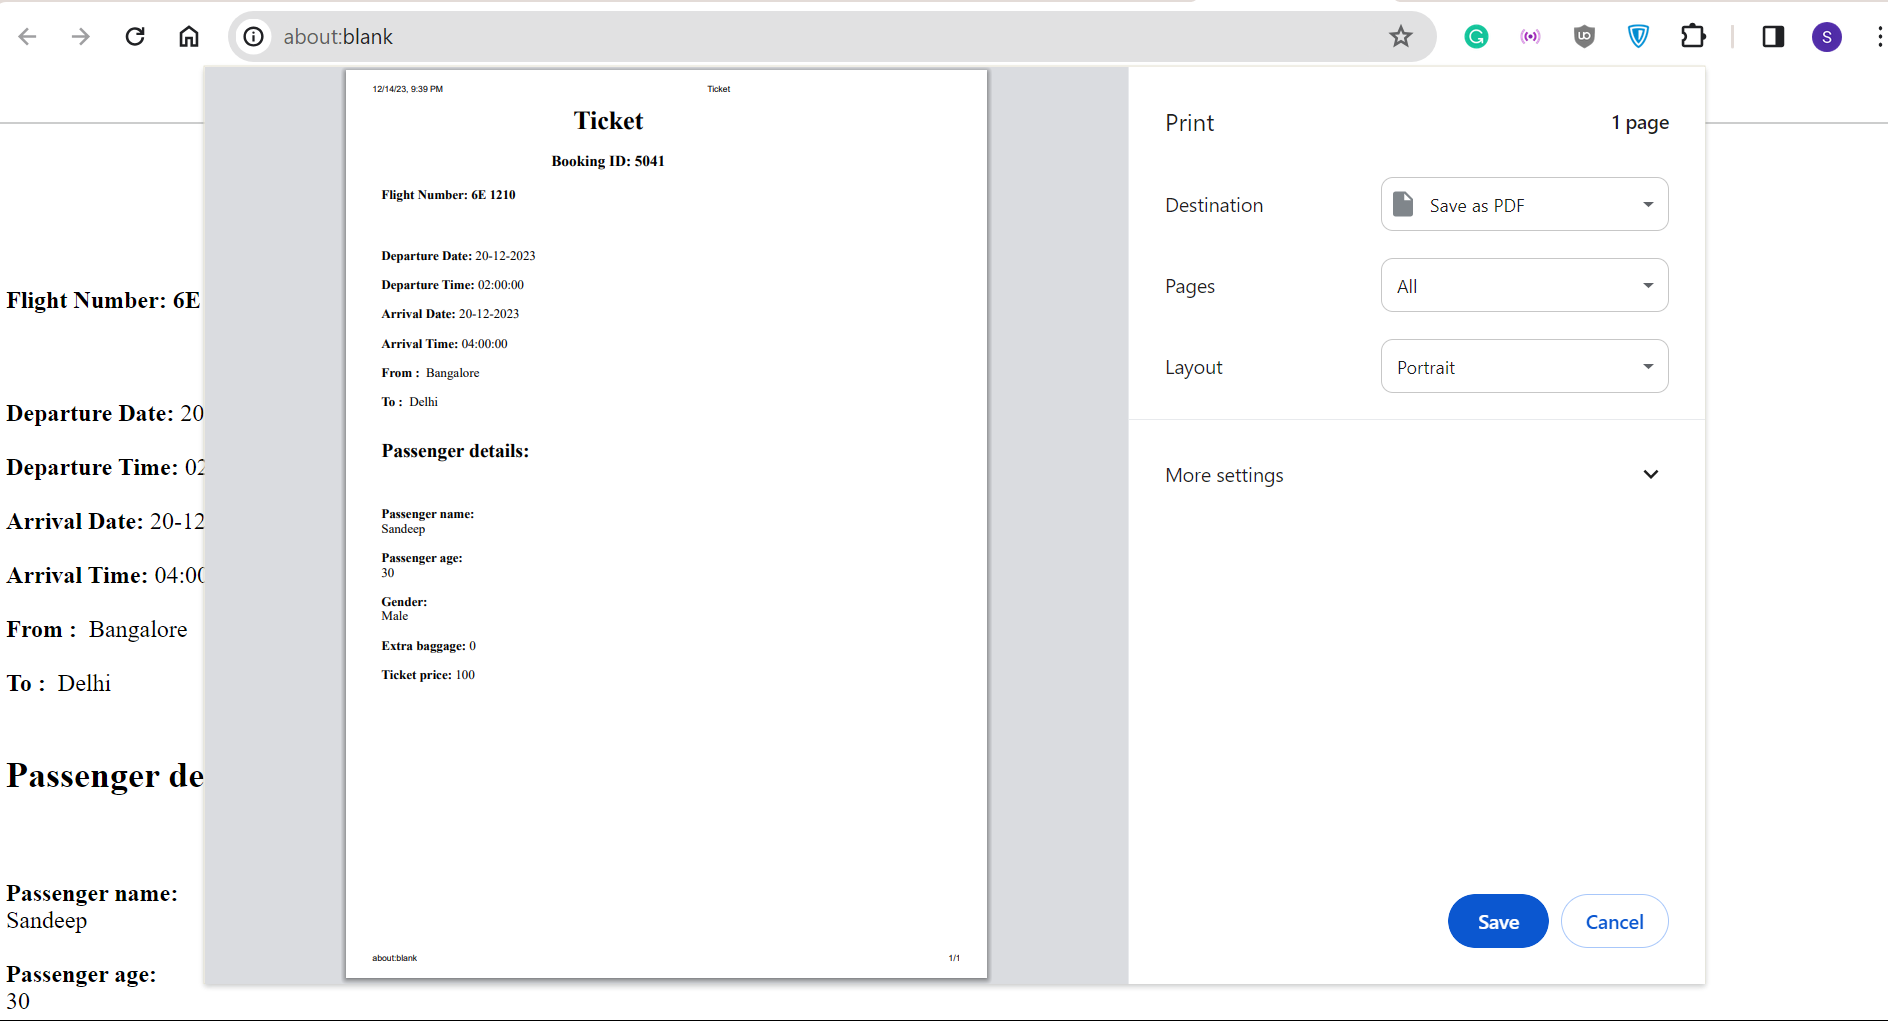 about:blank
S
Flight Number: 6E
Departure Date: 20
Departure Time: 02
Arrival Date: 20-12
Arrival Time: 04:00
From : Bangalore
To : Delhi
Passenger de
Passenger name:
Sandeep
Passenger age:
30
12/14/23, 9:39 PM Ticket
Ticket
Booking ID: 5041
Flight Number: 6E 1210
Departure Date: 20-12-2023
Departure Time: 02:00:00
Arrival Date: 20-12-2023
Arrival Time: 04:00:00
From : Bangalore
To : Delhi
Passenger details:
Passenger name:
Sandeep
Passenger age:
30
Gender:
Male
Extra baggage: 0
Ticket price: 100
about:blank 1/1
Print 1 page
Destination Save as PDF
Pages All
Layout Portrait
More settings
Save Cancel